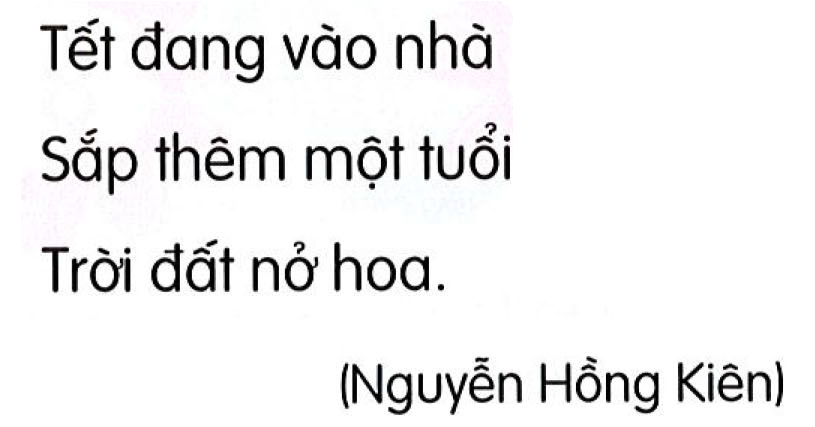 Tết đang vào nhà
Sắp thêm một tuổi
Trời đất nở hoa.
(Nguyễn Hồng Kiên)